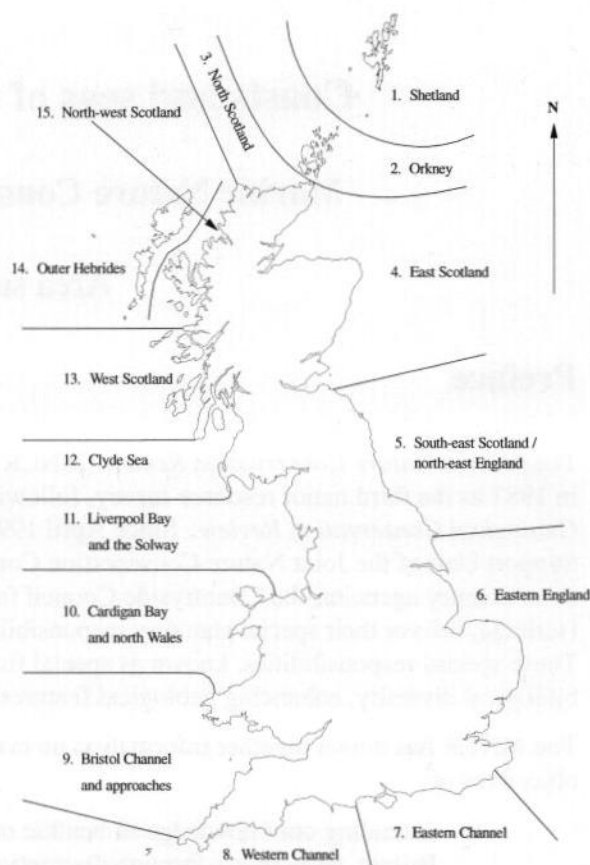 1. Shetland
3. North Scotland
N
15. North-west Scotland
2. Orkney
14. Outer Hebrides
4. East Scotland
13. West Scotland
5. South-east Scotland /
north-east England
12. Clyde Sea
11. Liverpool Bay
and the Solway
6. Eastern England
10. Cardigan Bay
and north Wales
9. Bristol Channel
and approaches
7. Eastern Channel
8. Western Channel